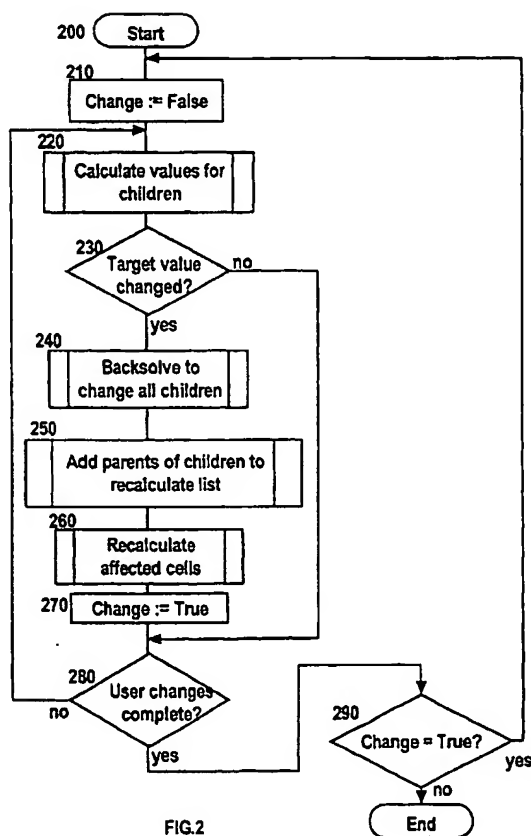 200
Start
210
Change := False
220
Calculate values for
children
230
Target value
changed?
no
yes
240
Backsolve to
change all children
250
Add parents of children to
recalculate list
260
Recalculate
affected cells
270
Change := True
280
User changes
complete?
no
yes
290
Change = True?
yes
no
End
FIG.2